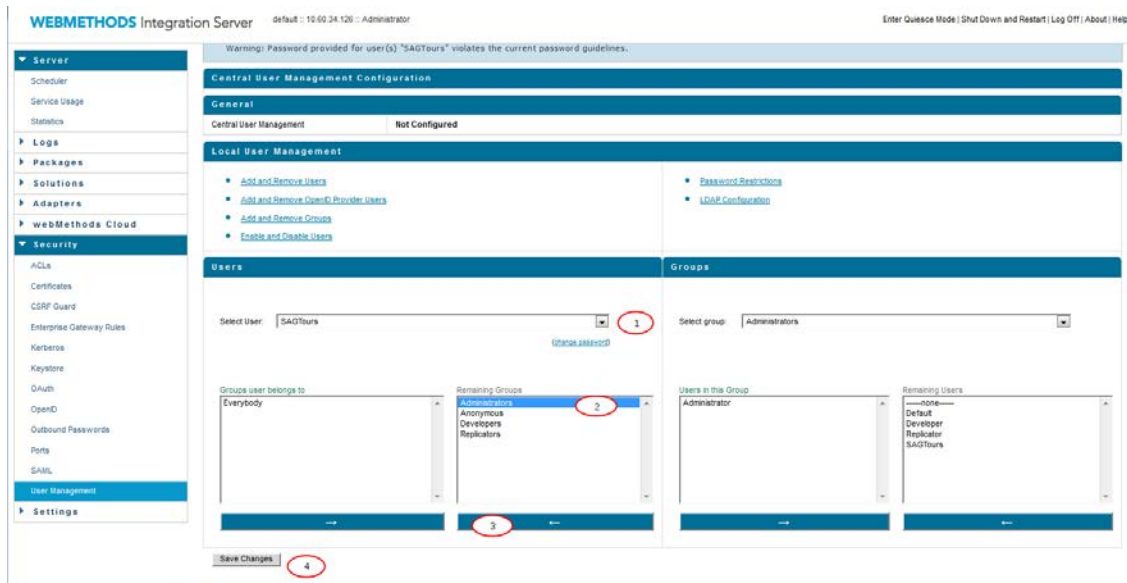 WEBMETHODS Integration Server
default :: 10.60.34.126 :: Administrator
Enter Quiesce Mode | Shut Down and Restart | Log Off | About | Help
Warning: Password provided for user(s) "SAGTours" violates the current password guidelines.
Server
Scheduler
Service Usage
Statistics
Logs
Packages
Solutions
Adapters
webMethods Cloud
Security
ACLs
Certificates
CSRF Guard
Enterprise Gateway Rules
Kerberos
Keystore
OAuth
OpenID
Outbound Passwords
Ports
SAML
User Management
Settings
Central User Management Configuration
General
Central User Management Not Configured
Local User Management
Add and Remove Users
Add and Remove OpenID Provider Users
Add and Remove Groups
Enable and Disable Users
Password Restrictions
LDAP Configuration
Users
Select User: SAGTours
1
(change password)
Groups user belongs to
Everybody
Remaining Groups
Administrators
2
Anonymous
Developers
Replicators
→
3 ←
Groups
Select group: Administrators
Users in this Group
Administrator
Remaining Users
-----none-----
Default
Developer
Replicator
SAGTours
→
←
Save Changes
4